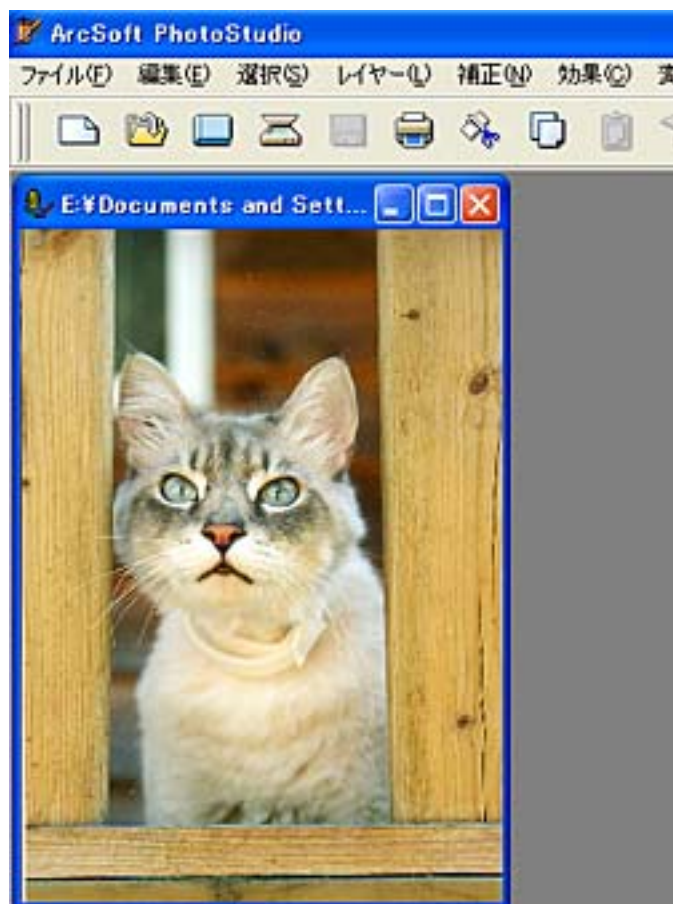 ArcSoft PhotoStudio
ファイル(F) 編集(E) 選択(S) レイヤー(L) 補正(N) 効果(C)
E:¥Documents and Sett...